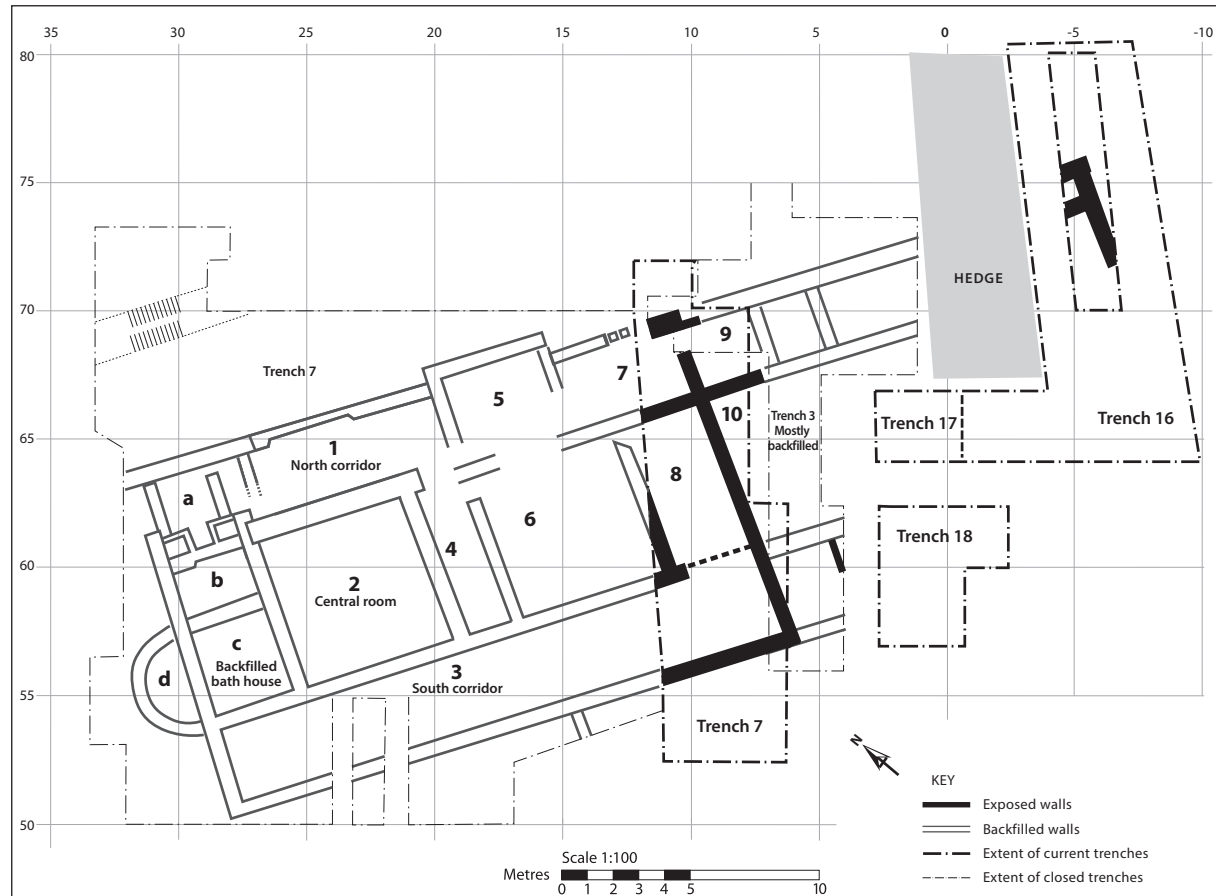 35 30 25 20 15 10 5 0 -5 -10
80
75
70
65
60
55
50
HEDGE
9
Trench 7
7
5
10
Trench 3
Mostly
backfilled
Trench 17
Trench 16
1
North corridor
8
a
6
4
Trench 18
b
2
Central room
c
Backfilled
bath house
d
3
South corridor
Trench 7
N
KEY
Exposed walls
Backfilled walls
Extent of current trenches
Extent of closed trenches
Scale 1:100
Metres
0 1 2 3 4 5 10